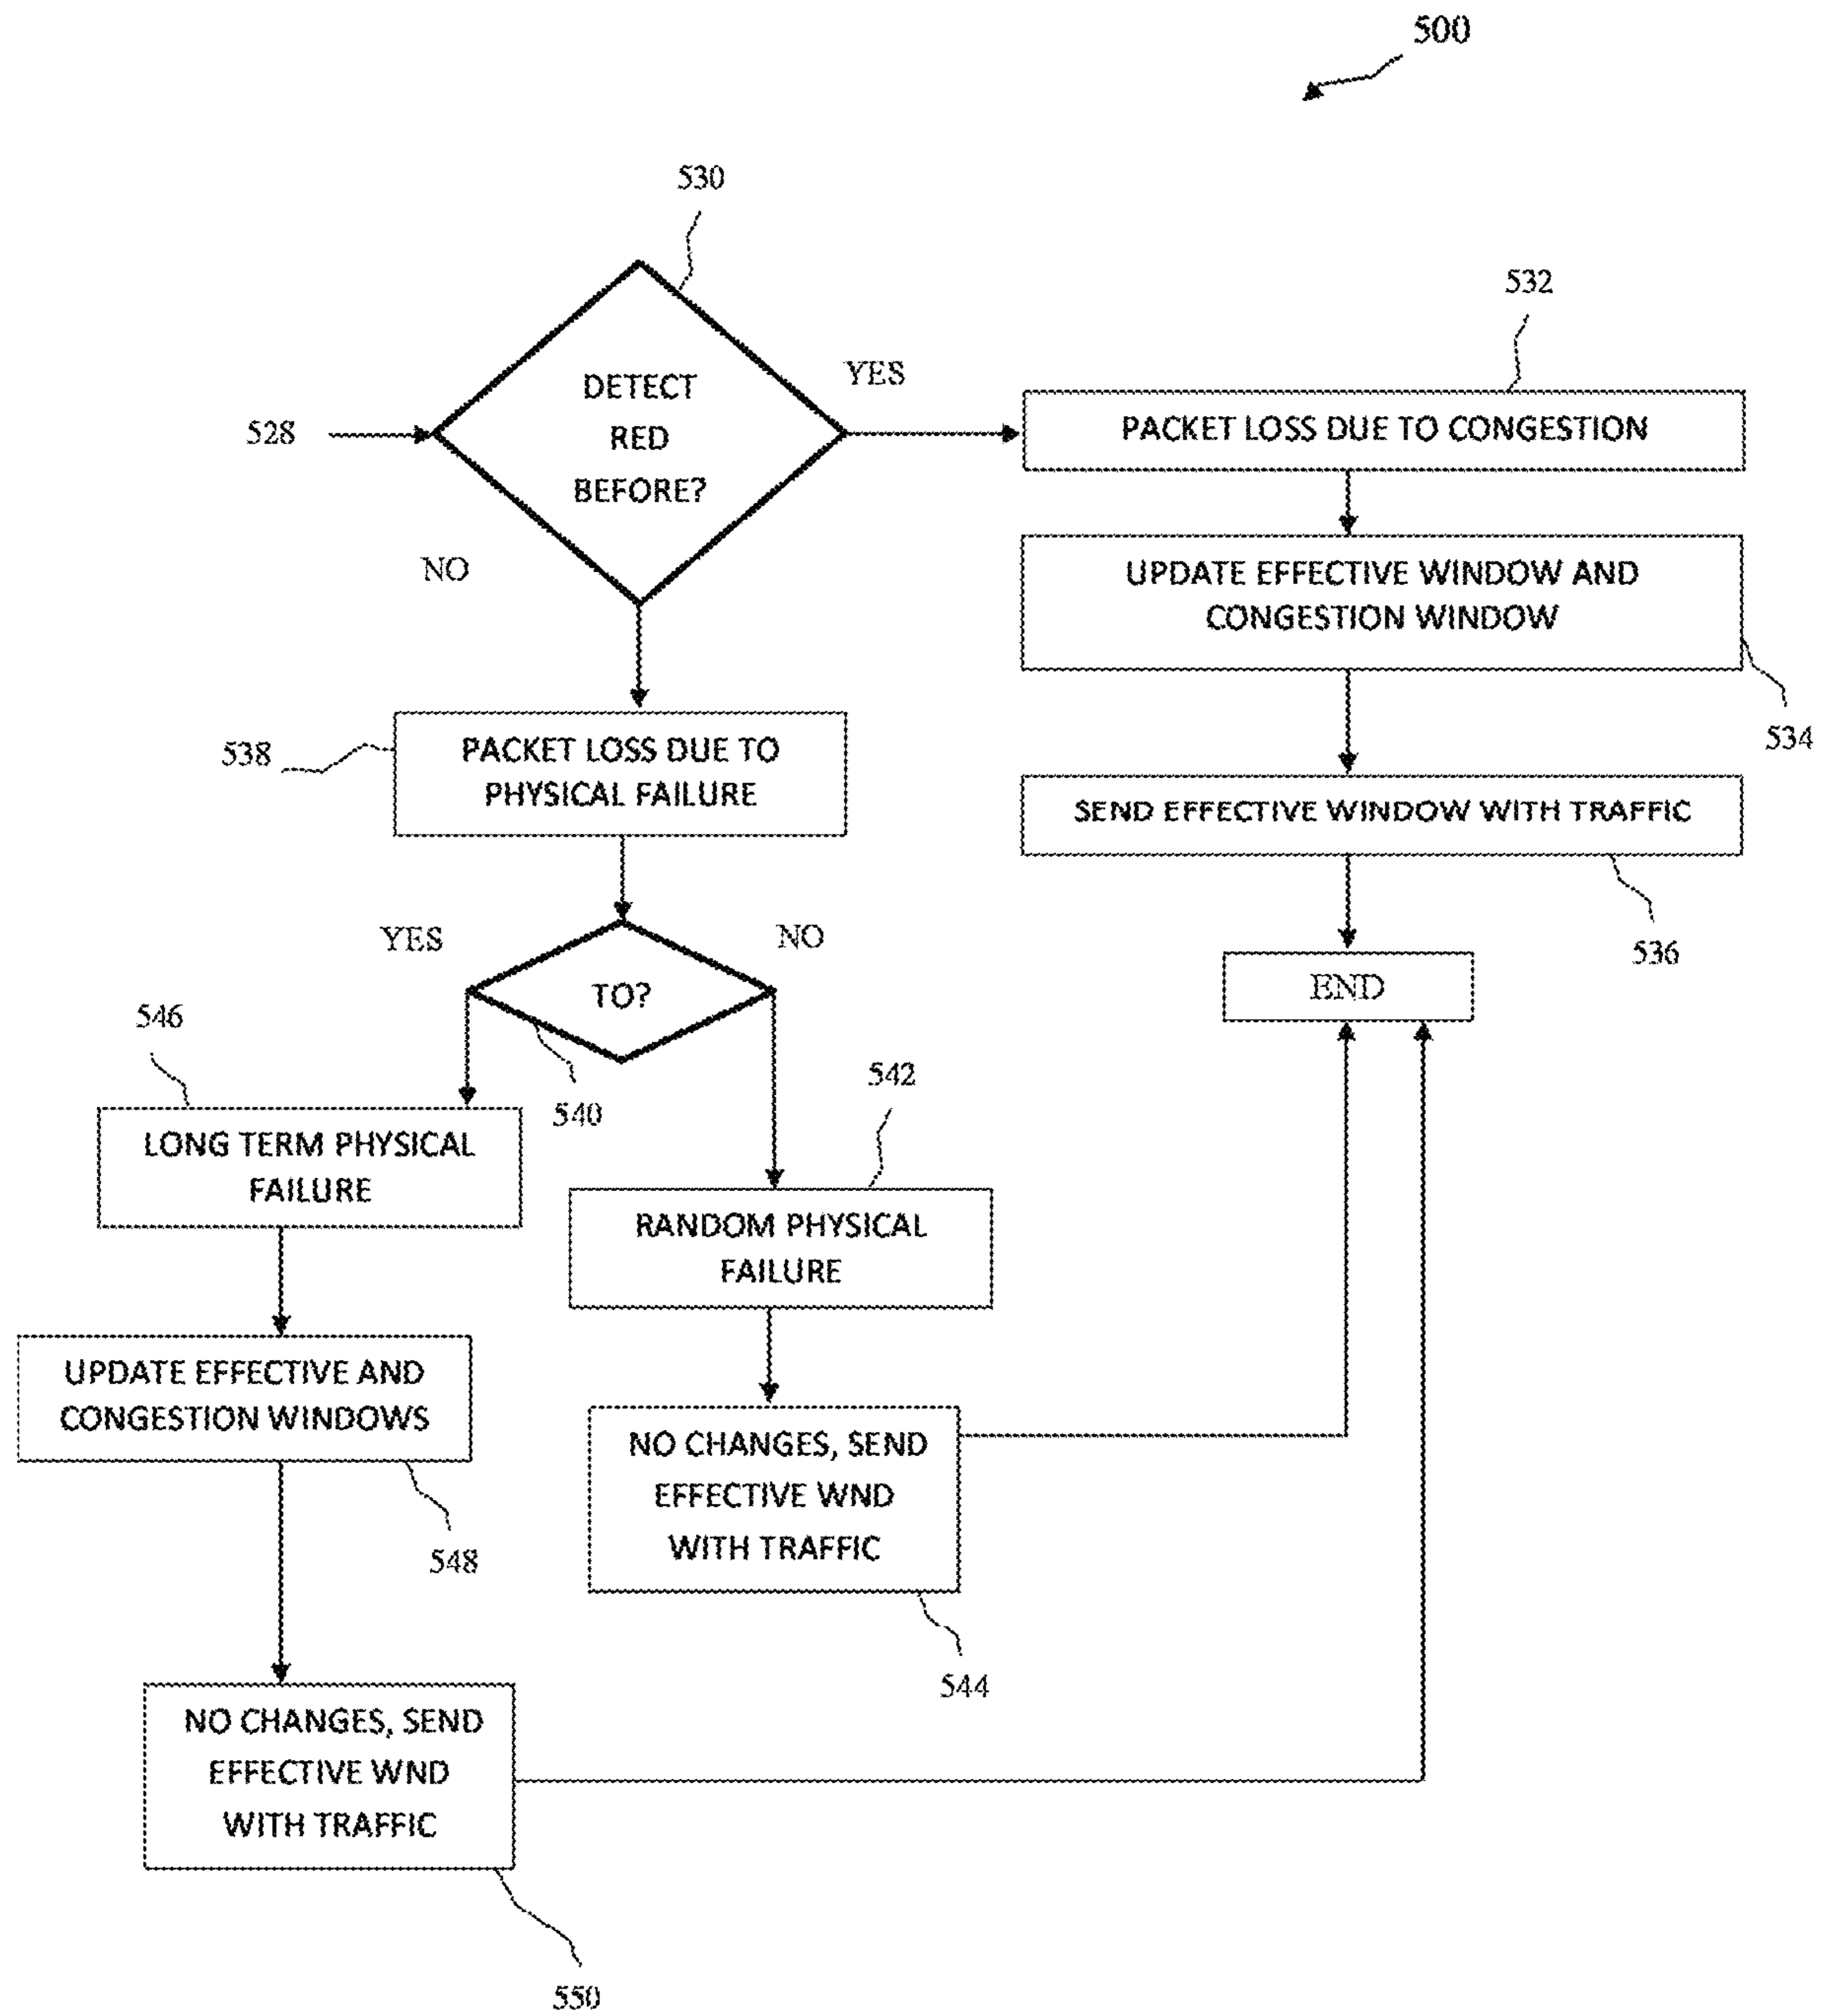 500
530
532
DETECT
RED
BEFORE?
YES
528
PACKET LOSS DUE TO CONGESTION
NO
UPDATE EFFECTIVE WINDOW AND
CONGESTION WINDOW
534
538
PACKET LOSS DUE TO
PHYSICAL FAILURE
SEND EFFECTIVE WINDOW WITH TRAFFIC
536
YES
NO
TO?
END
546
540
542
LONG TERM PHYSICAL
FAILURE
RANDOM PHYSICAL
FAILURE
UPDATE EFFECTIVE AND
CONGESTION WINDOWS
548
NO CHANGES, SEND
EFFECTIVE WND
WITH TRAFFIC
544
NO CHANGES, SEND
EFFECTIVE WND
WITH TRAFFIC
550